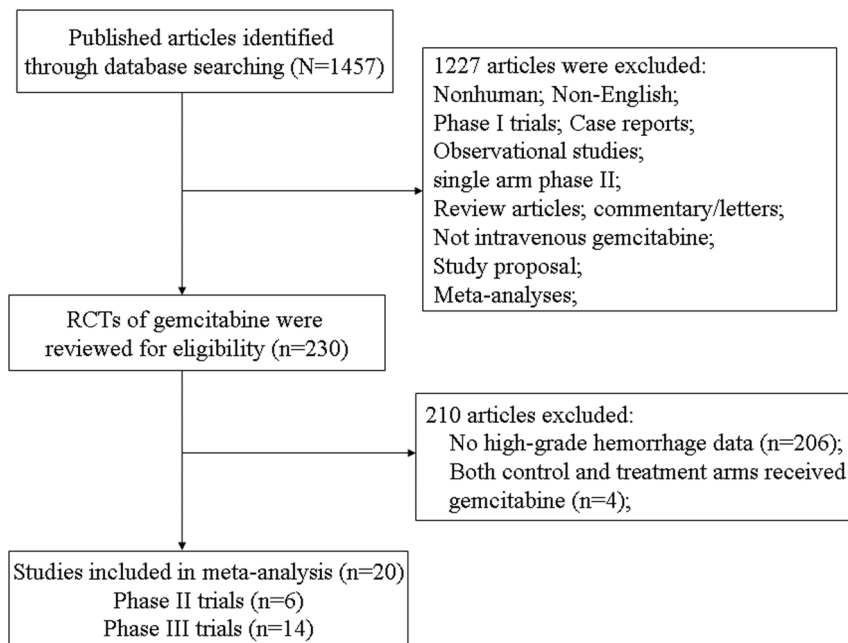 Published articles identified
through database searching (N=1457)
1227 articles were excluded:
Nonhuman; Non-English;
Phase I trials; Case reports;
Observational studies;
single arm phase II;
Review articles; commentary/letters;
Not intravenous gemcitabine;
Study proposal;
Meta-analyses;
RCTs of gemcitabine were
reviewed for eligibility (n=230)
210 articles excluded:
No high-grade hemorrhage data (n=206);
Both control and treatment arms received
gemcitabine (n=4);
Studies included in meta-analysis (n=20)
Phase II trials (n=6)
Phase III trials (n=14)